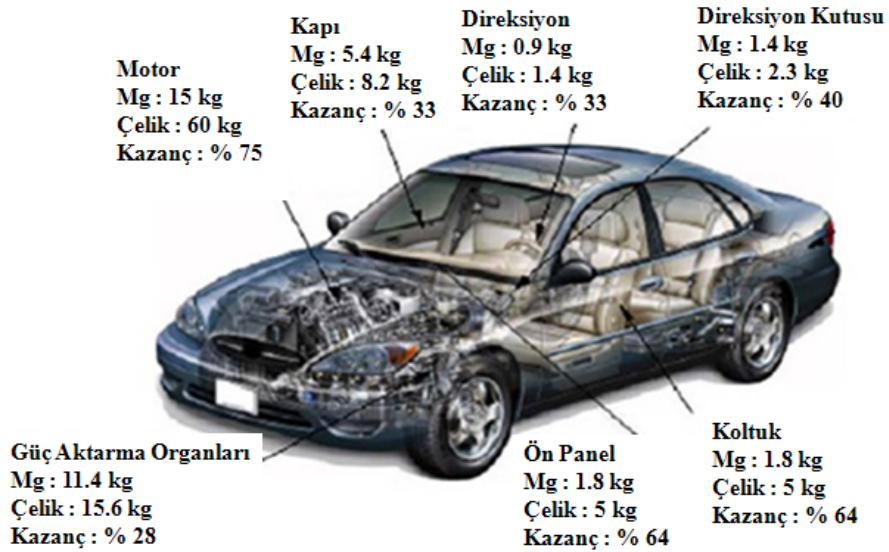 Motor
Mg : 15 kg
Çelik : 60 kg
Kazanç : % 75
Kapı
Mg : 5.4 kg
Çelik : 8.2 kg
Kazanç : % 33
Direksiyon
Mg : 0.9 kg
Çelik : 1.4 kg
Kazanç : % 33
Direksiyon Kutusu
Mg : 1.4 kg
Çelik : 2.3 kg
Kazanç : % 40
Güç Aktarma Organları
Mg : 11.4 kg
Çelik : 15.6 kg
Kazanç : % 28
Ön Panel
Mg : 1.8 kg
Çelik : 5 kg
Kazanç : % 64
Koltuk
Mg : 1.8 kg
Çelik : 5 kg
Kazanç : % 64